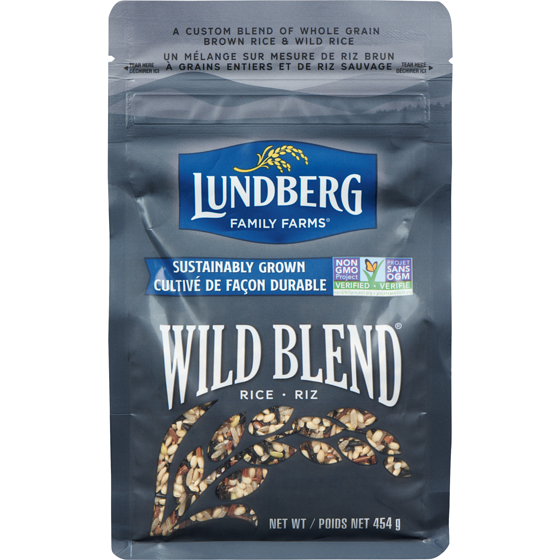 A CUSTOM BLEND OF WHOLE GRAIN
BROWN RICE & WILD RICE
UN MÉLANGE SUR MESURE DE RIZ BRUN
À GRAINS ENTIERS ET DE RIZ SAUVAGE
TEAR HERE
DÉCHIRER ICI
TEAR HERE
DÉCHIRER ICI
LUNDBERG
FAMILY FARMS®
SUSTAINABLY GROWN
CULTIVÉ DE FAÇON DURABLE
NON
GMO
Project
VERIFIED
PROJET
SANS
OGM
VÉRIFIÉ
WILD BLEND®
RICE · RIZ
NET WT / POIDS NET 454 g